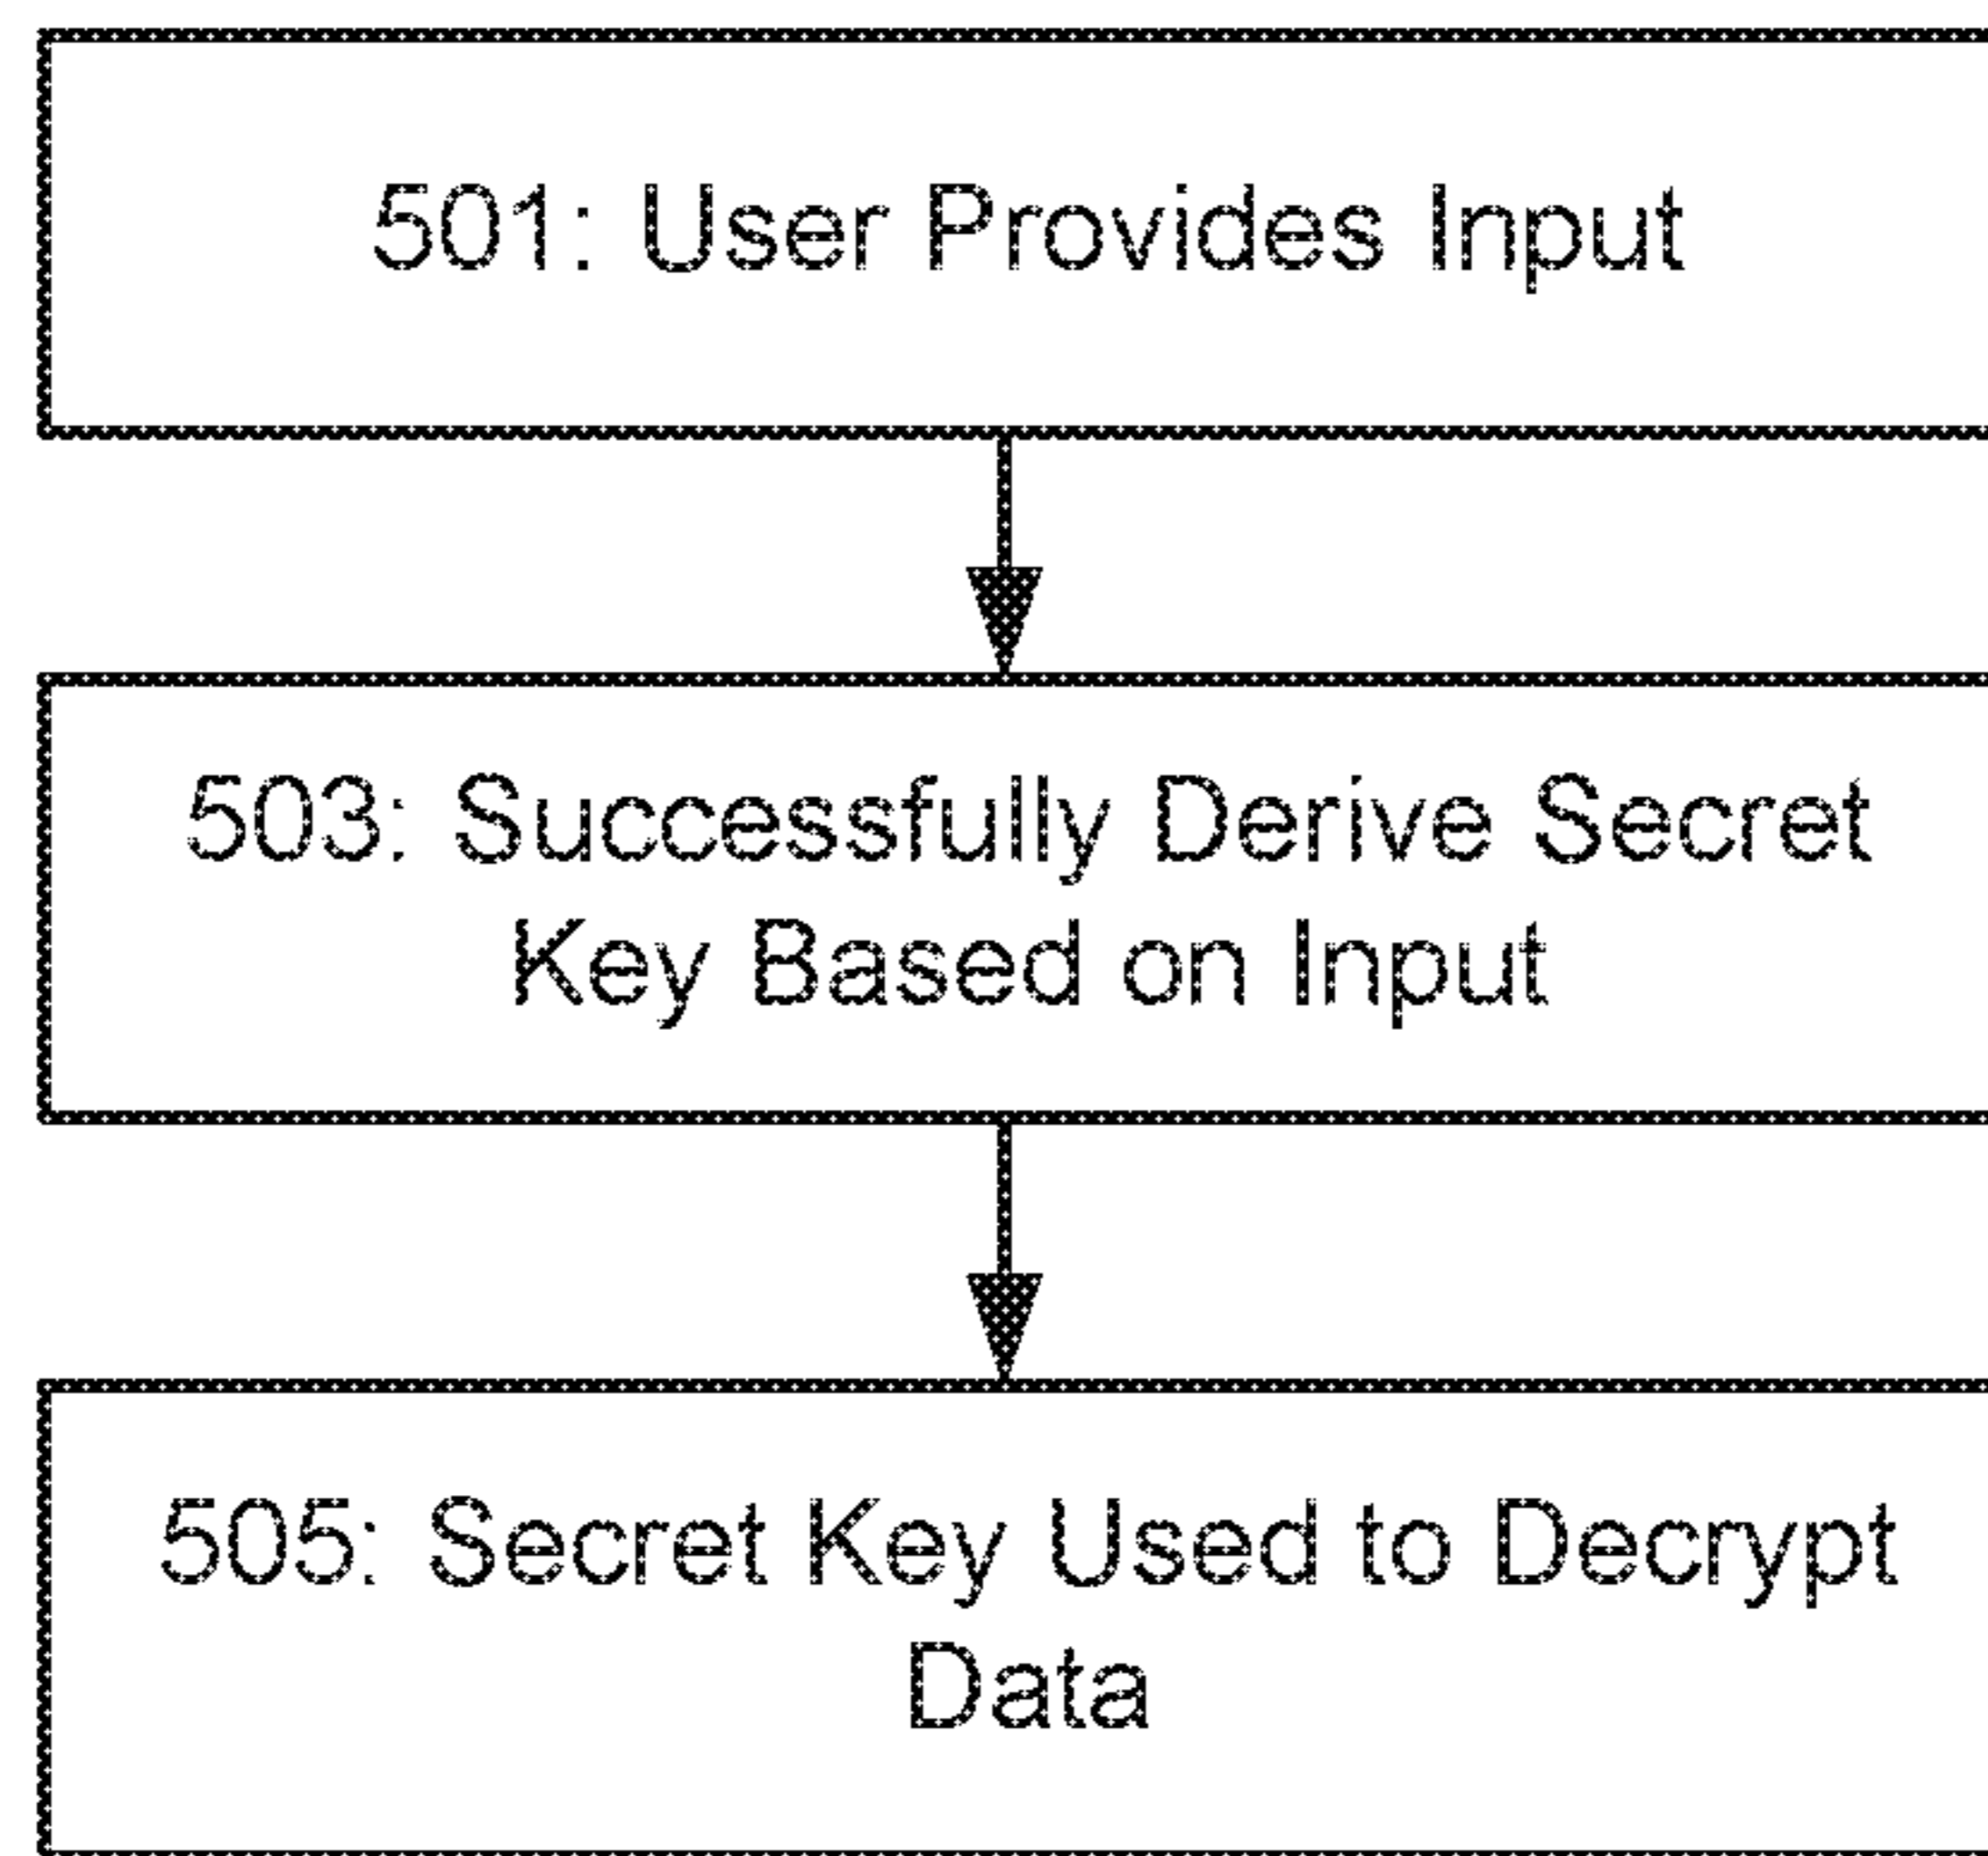 501: User Provides Input
503: Successfully Derive Secret
Key Based on Input
505: Secret Key Used to Decrypt
Data